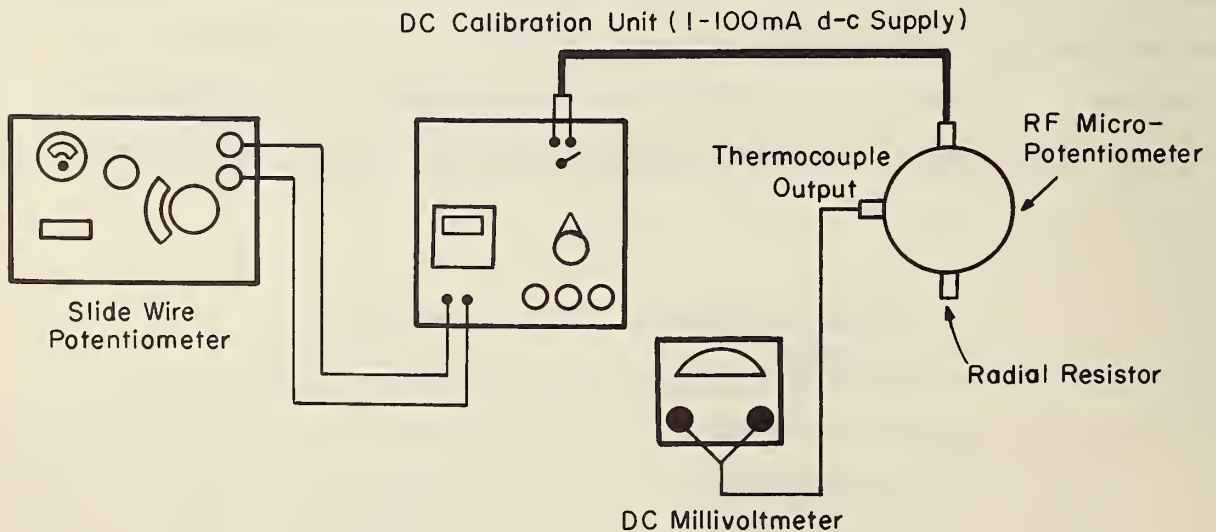 DC Calibration Unit (1-100mA d-c Supply)
Thermocouple
Output
RF Micro-
Potentiometer
Slide Wire
Potentiometer
Radial Resistor
DC Millivoltmeter